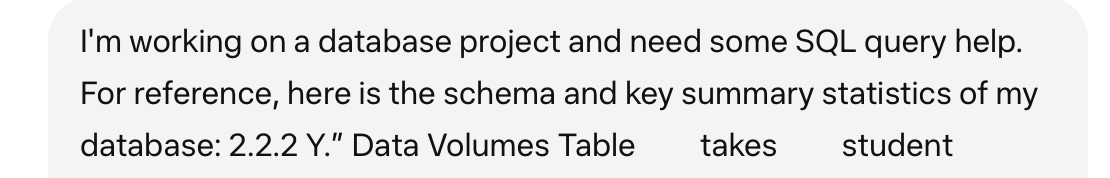 I'm working on a database project and need some SQL query help.
For reference, here is the schema and key summary statistics of my
database: 2.2.2 Y.” Data Volumes Table takes student